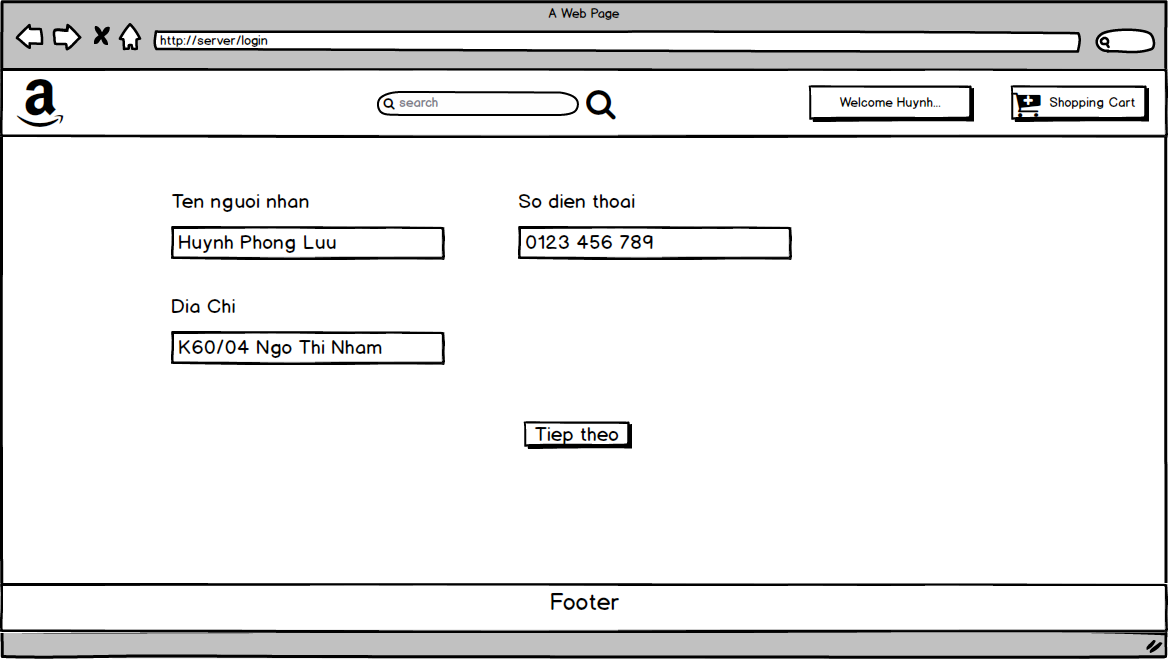 A Web Page
http://server/login
a
search
Welcome Huynh...
Shopping Cart
Ten nguoi nhan
So dien thoai
Huynh Phong Luu
0123 456 789
Dia Chi
K60/04 Ngo Thi Nham
Tiep theo
Footer